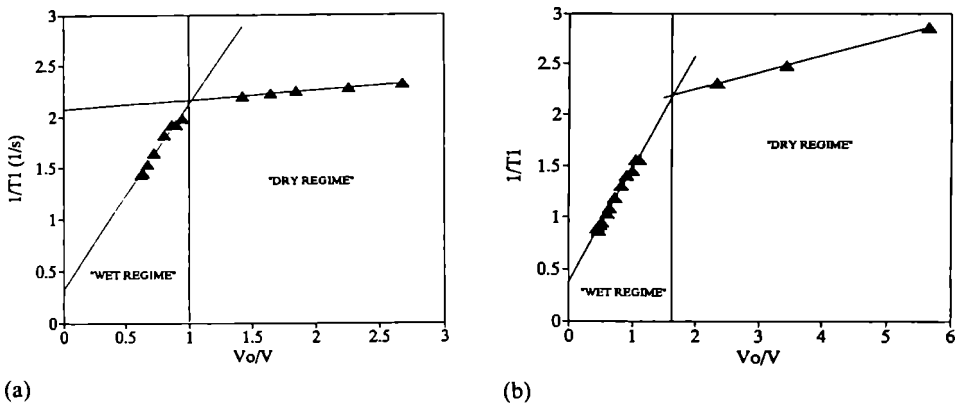 3
2.5
2
1.5
1
0.5
0
1/T1 (1/s)
"DRY REGIME"
"WET REGIME"
0 0.5 1 1.5 2 2.5 3
Vo/V
(a)
3
2.5
2
1.5
1
0.5
0
1/T1
"DRY REGIME"
"WET REGIME"
0 1 2 3 4 5 6
Vo/V
(b)